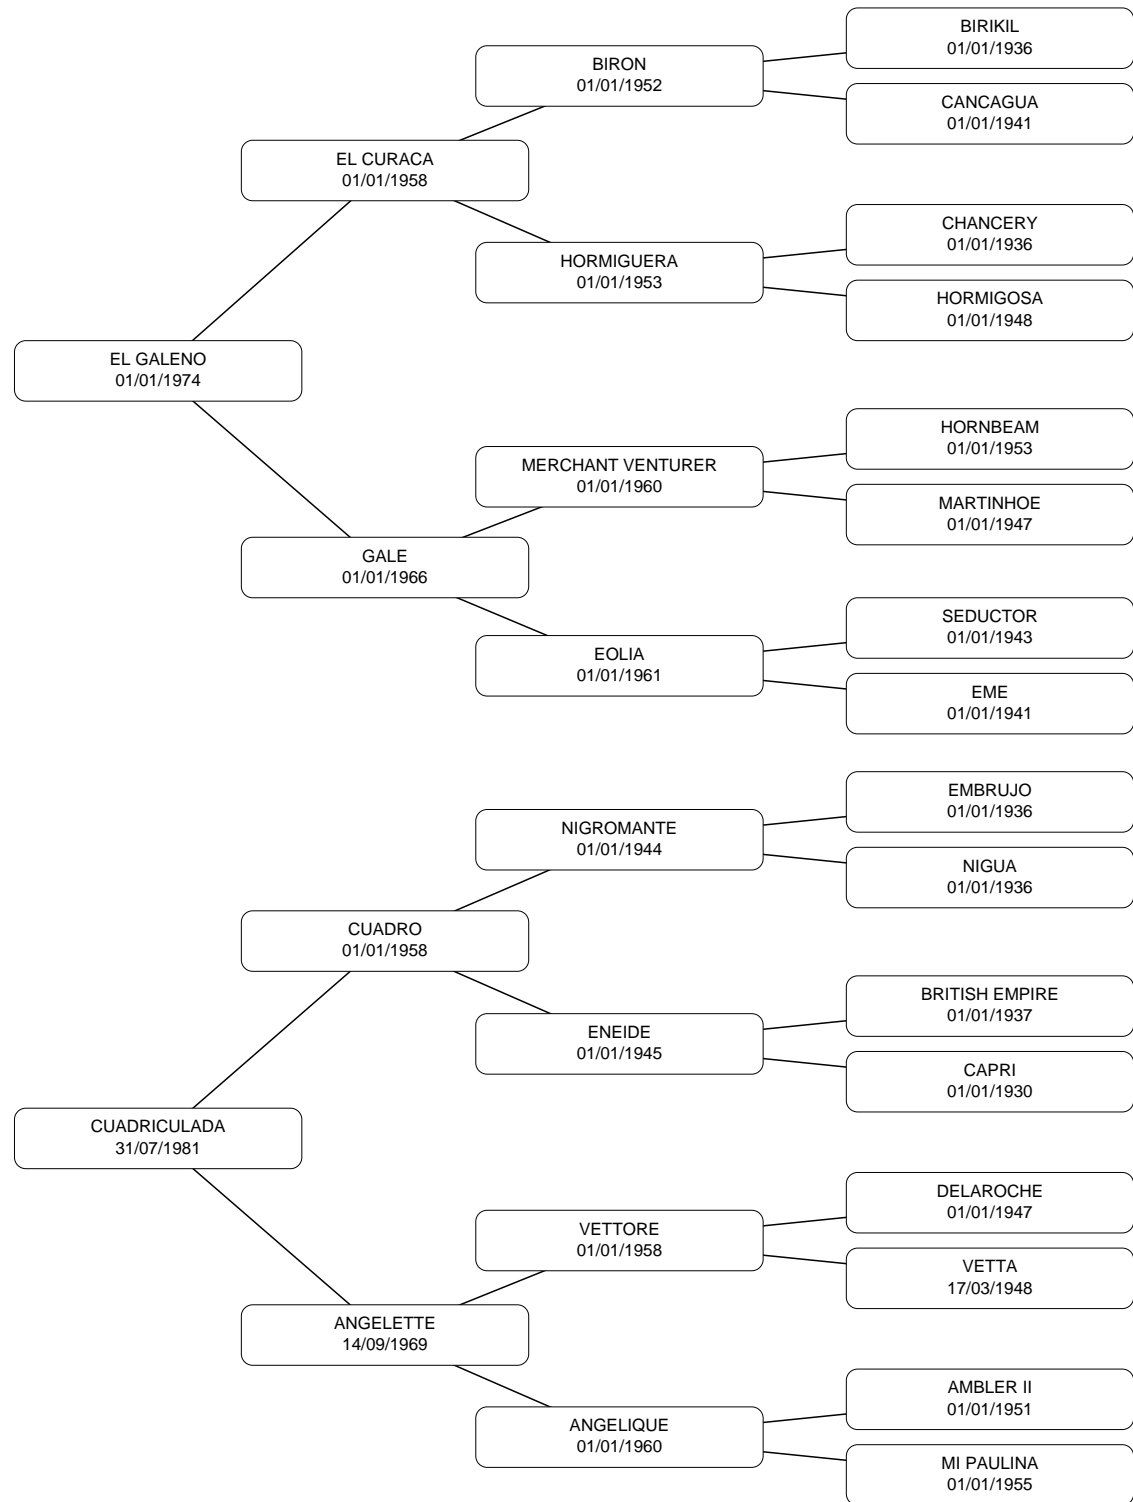 BIRIKIL
01/01/1936
BIRON
01/01/1952
CANCAGUA
01/01/1941
EL CURACA
01/01/1958
CHANCERY
01/01/1936
HORMIGUERA
01/01/1953
HORMIGOSA
01/01/1948
EL GALENO
01/01/1974
HORNBEAM
01/01/1953
MERCHANT VENTURER
01/01/1960
MARTINHOE
01/01/1947
GALE
01/01/1966
SEDUCTOR
01/01/1943
EOLIA
01/01/1961
EME
01/01/1941
EMBRUJO
01/01/1936
NIGROMANTE
01/01/1944
NIGUA
01/01/1936
CUADRO
01/01/1958
BRITISH EMPIRE
01/01/1937
ENEIDE
01/01/1945
CAPRI
01/01/1930
CUADRICULADA
31/07/1981
DELAROCHE
01/01/1947
VETTORE
01/01/1958
VETTA
17/03/1948
ANGELETTE
14/09/1969
AMBLER II
01/01/1951
ANGELIQUE
01/01/1960
MI PAULINA
01/01/1955